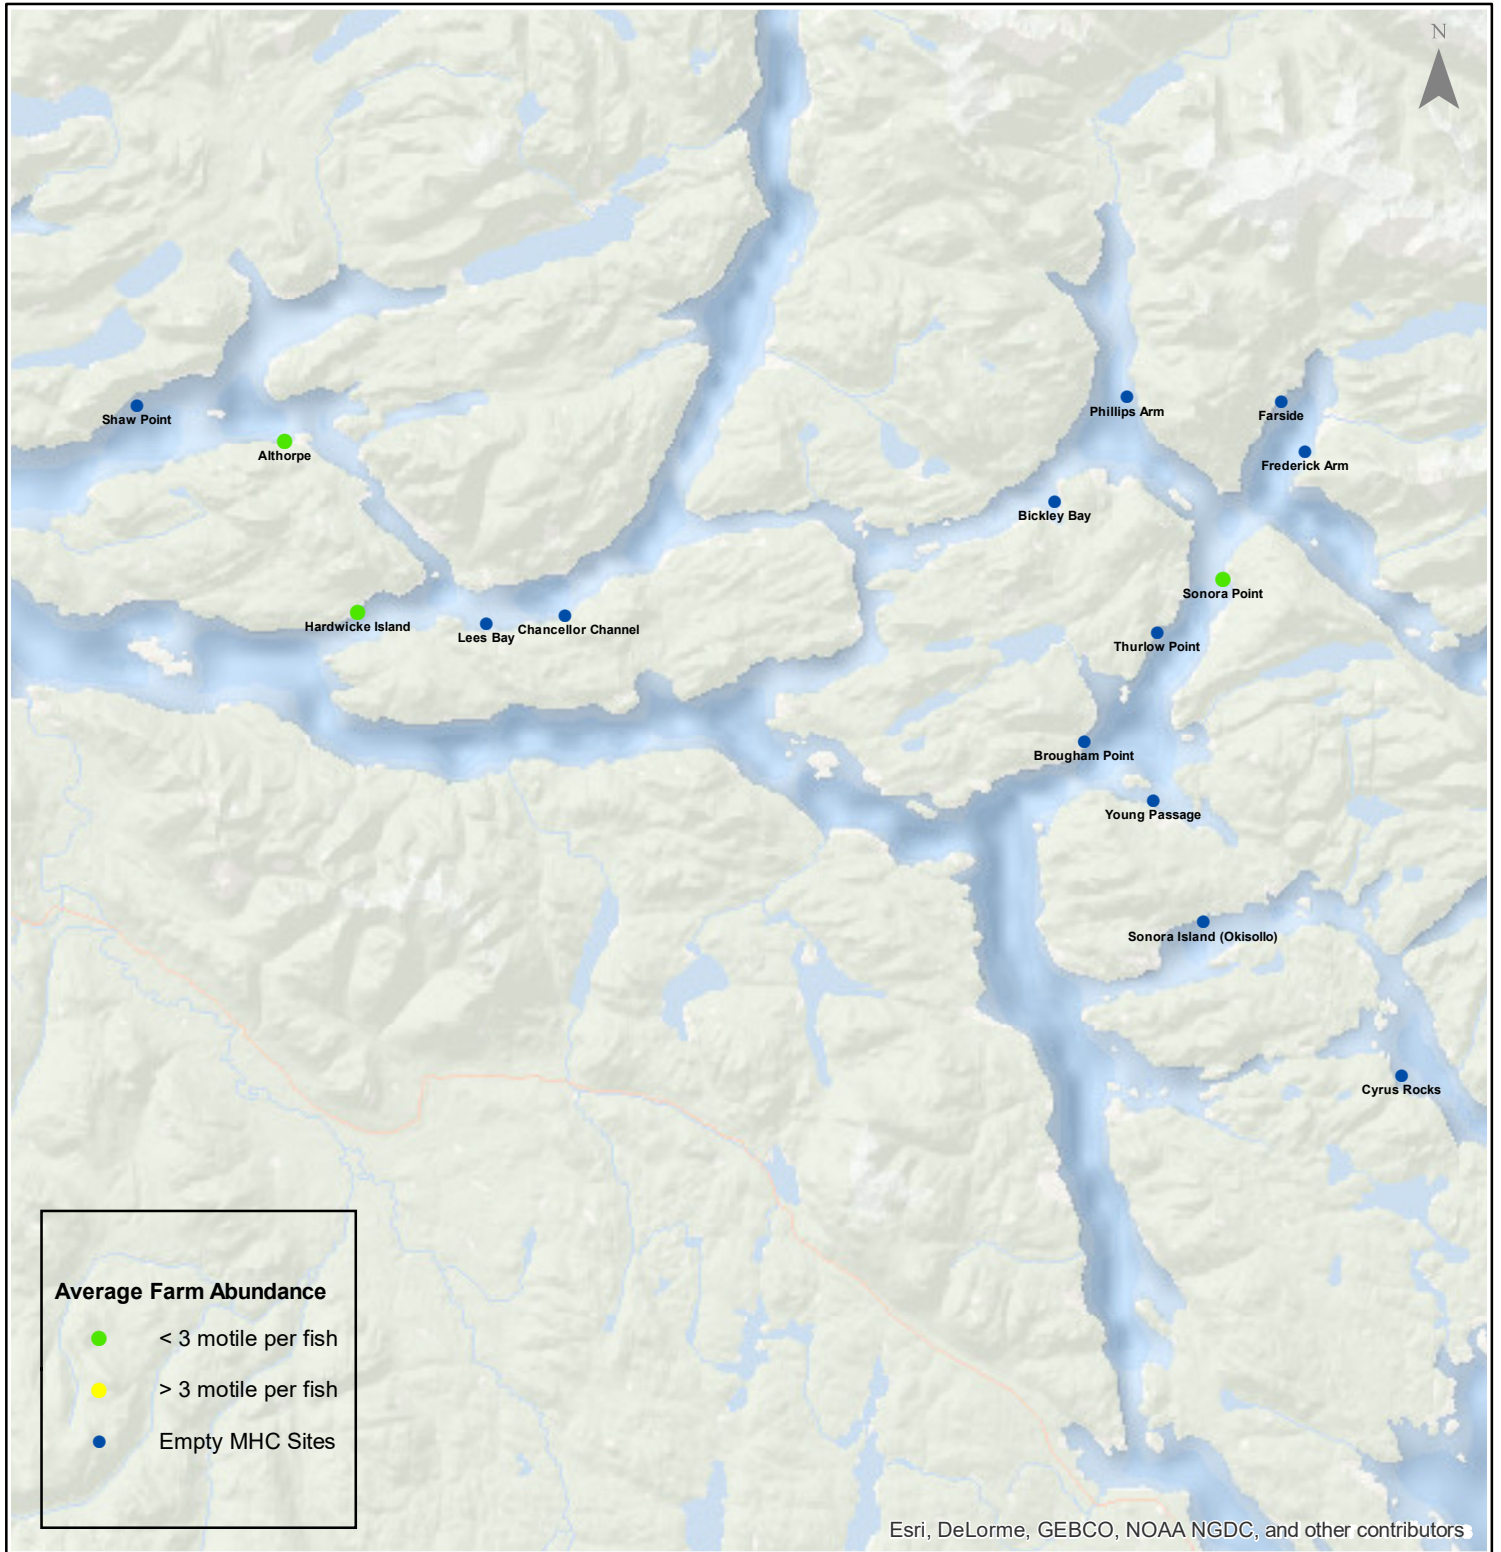 N
Shaw Point
Althorpe
Phillips Arm
Farside
Frederick Arm
Bickley Bay
Sonora Point
Hardwicke Island
Lees Bay
Chancellor Channel
Thurlow Point
Brougham Point
Young Passage
Sonora Island (Okisollo)
Cyrus Rocks
Average Farm Abundance
< 3 motile per fish
> 3 motile per fish
Empty MHC Sites
Esri, DeLorme, GEBCO, NOAA NGDC, and other contributors